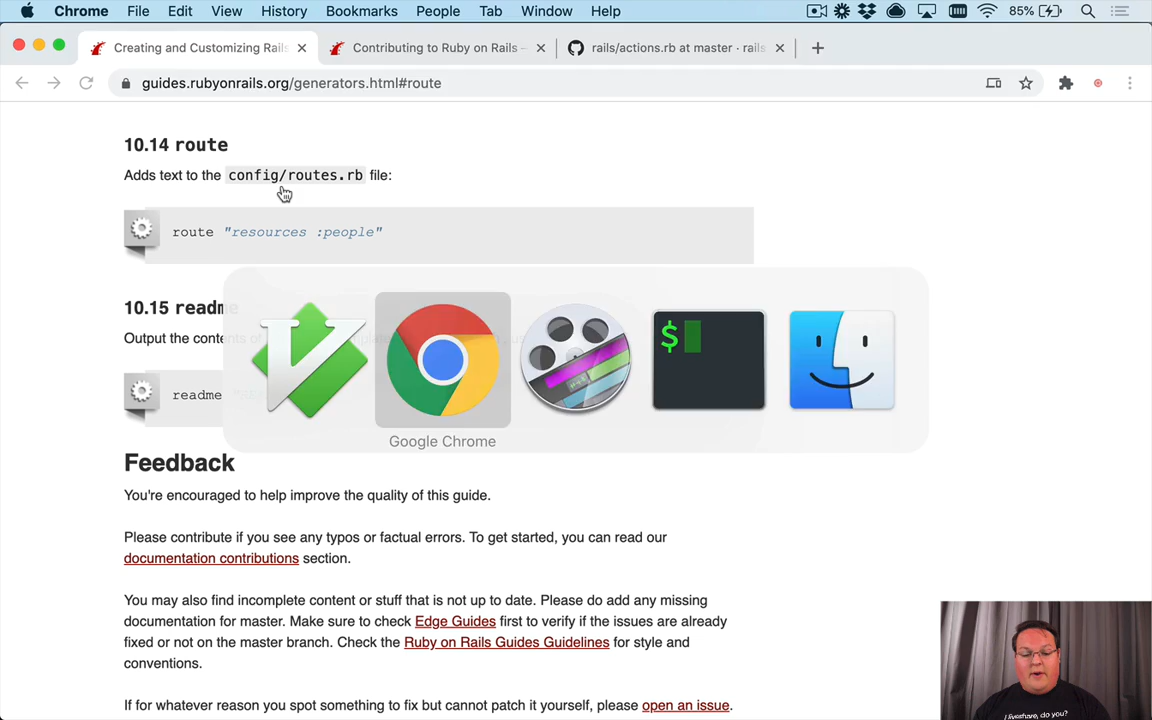 Chrome File Edit View History Bookmarks People Tab Window Help 85%
Creating and Customizing Rails Contributing to Ruby on Rails – rails/actions.rb at master · rails
guides.rubyonrails.org/generators.html#route
10.14 route
Adds text to the config/routes.rb file:
route "resources :people"
10.15 readme
Output the contents of
readme
$
Google Chrome
Feedback
You're encouraged to help improve the quality of this guide.
Please contribute if you see any typos or factual errors. To get started, you can read our
documentation contributions section.
You may also find incomplete content or stuff that is not up to date. Please do add any missing
documentation for master. Make sure to check Edge Guides first to verify if the issues are already
fixed or not on the master branch. Check the Ruby on Rails Guides Guidelines for style and
conventions.
If for whatever reason you spot something to fix but cannot patch it yourself, please open an issue.
I liveshare, do you?